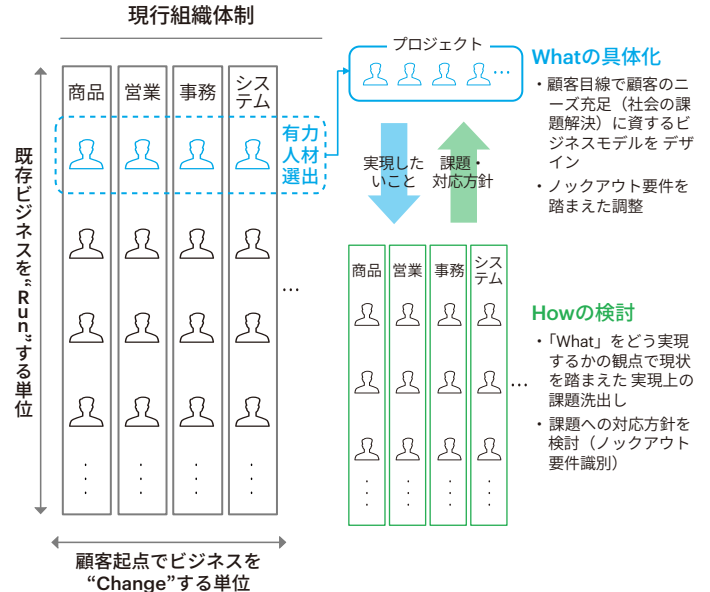 現行組織体制
商品
営業
事務
シス
テム
有力
人材
選出
既存ビジネスを“Run”する単位
…
・
・
・
・
・
・
・
・
・
・
・
・
顧客起点でビジネスを
“Change”する単位
プロジェクト
…
実現した
いこと
課題・
対応方針
商品
営業
事務
シス
テム
…
・
・
・
・
・
・
・
・
・
・
・
・
Whatの具体化
・顧客目線で顧客のニ
ーズ充足（社会の課
題解決）に資するビ
ジネスモデルを デザ
イン
・ノックアウト要件を
踏まえた調整
Howの検討
・「What」をどう実現
するかの観点で現状
を踏まえた 実現上の
課題洗出し
・課題への対応方針を
検討（ノックアウト
要件識別）